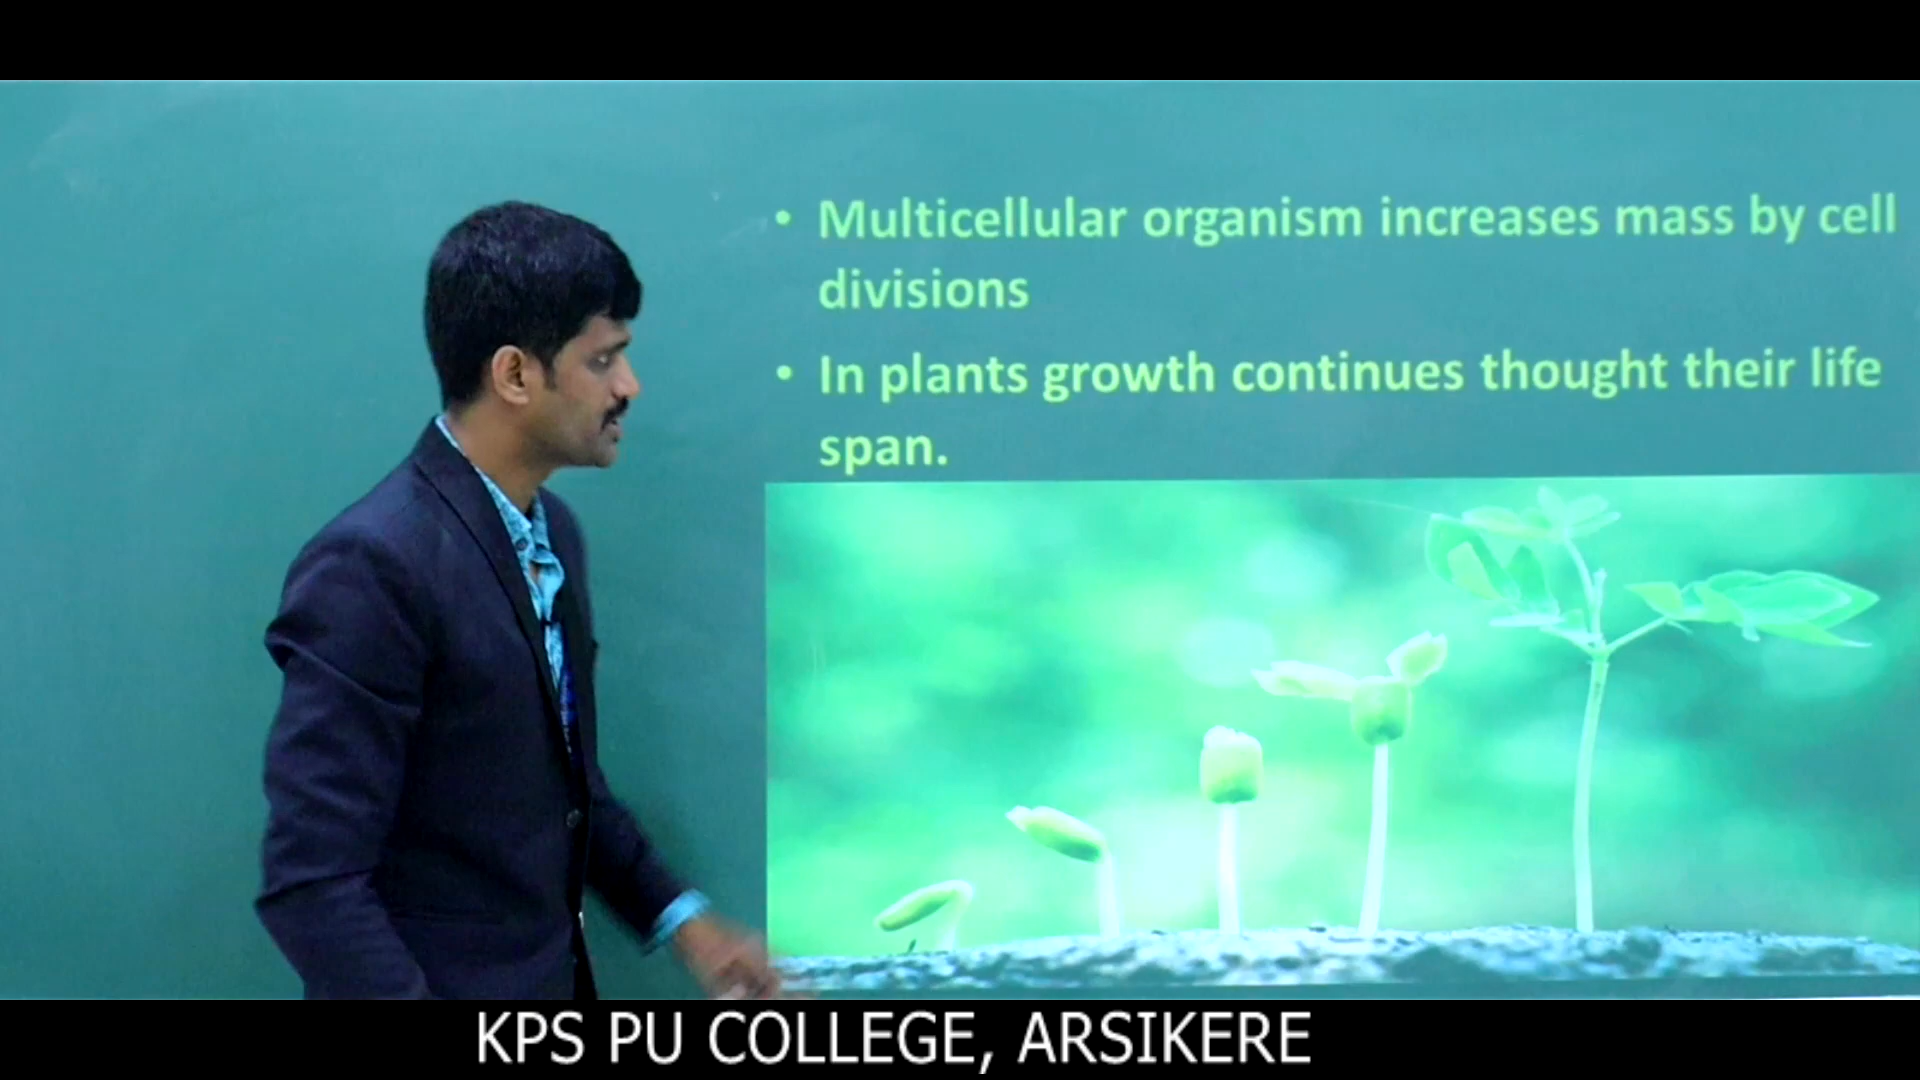 • Multicellular organism increases mass by cell
divisions
• In plants growth continues thought their life
span.
KPS PU COLLEGE, ARSIKERE